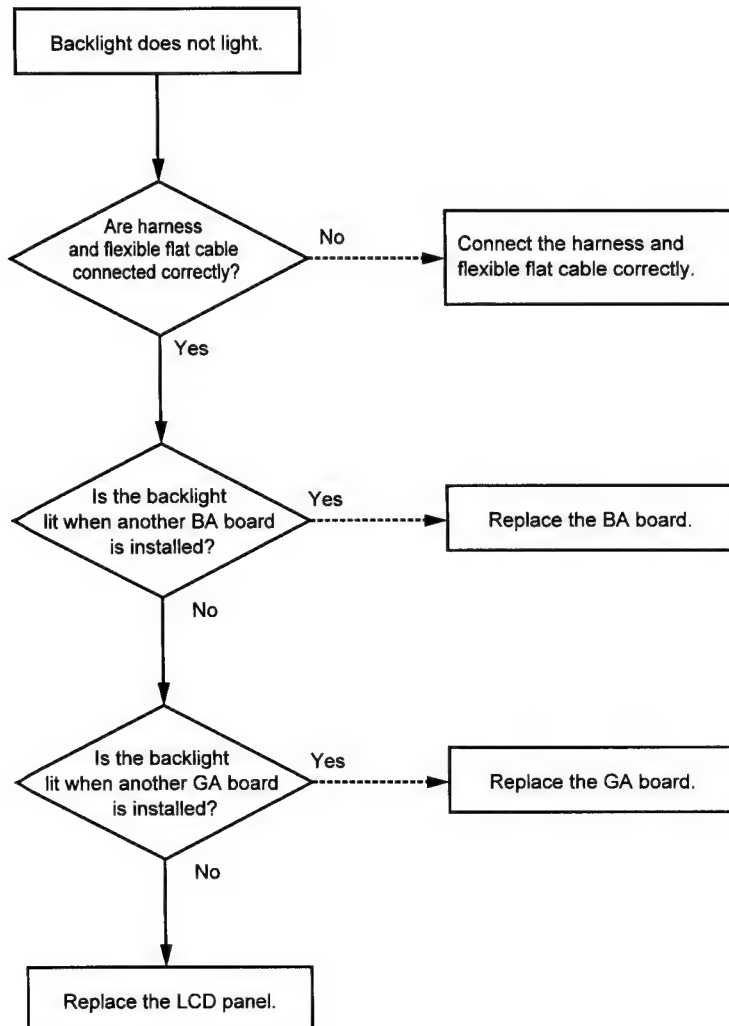 Backlight does not light.
Are harness
and flexible flat cable
connected correctly?
No
Connect the harness and
flexible flat cable correctly.
Yes
Is the backlight
lit when another BA board
is installed?
Yes
Replace the BA board.
No
Is the backlight
lit when another GA board
is installed?
Yes
Replace the GA board.
No
Replace the LCD panel.